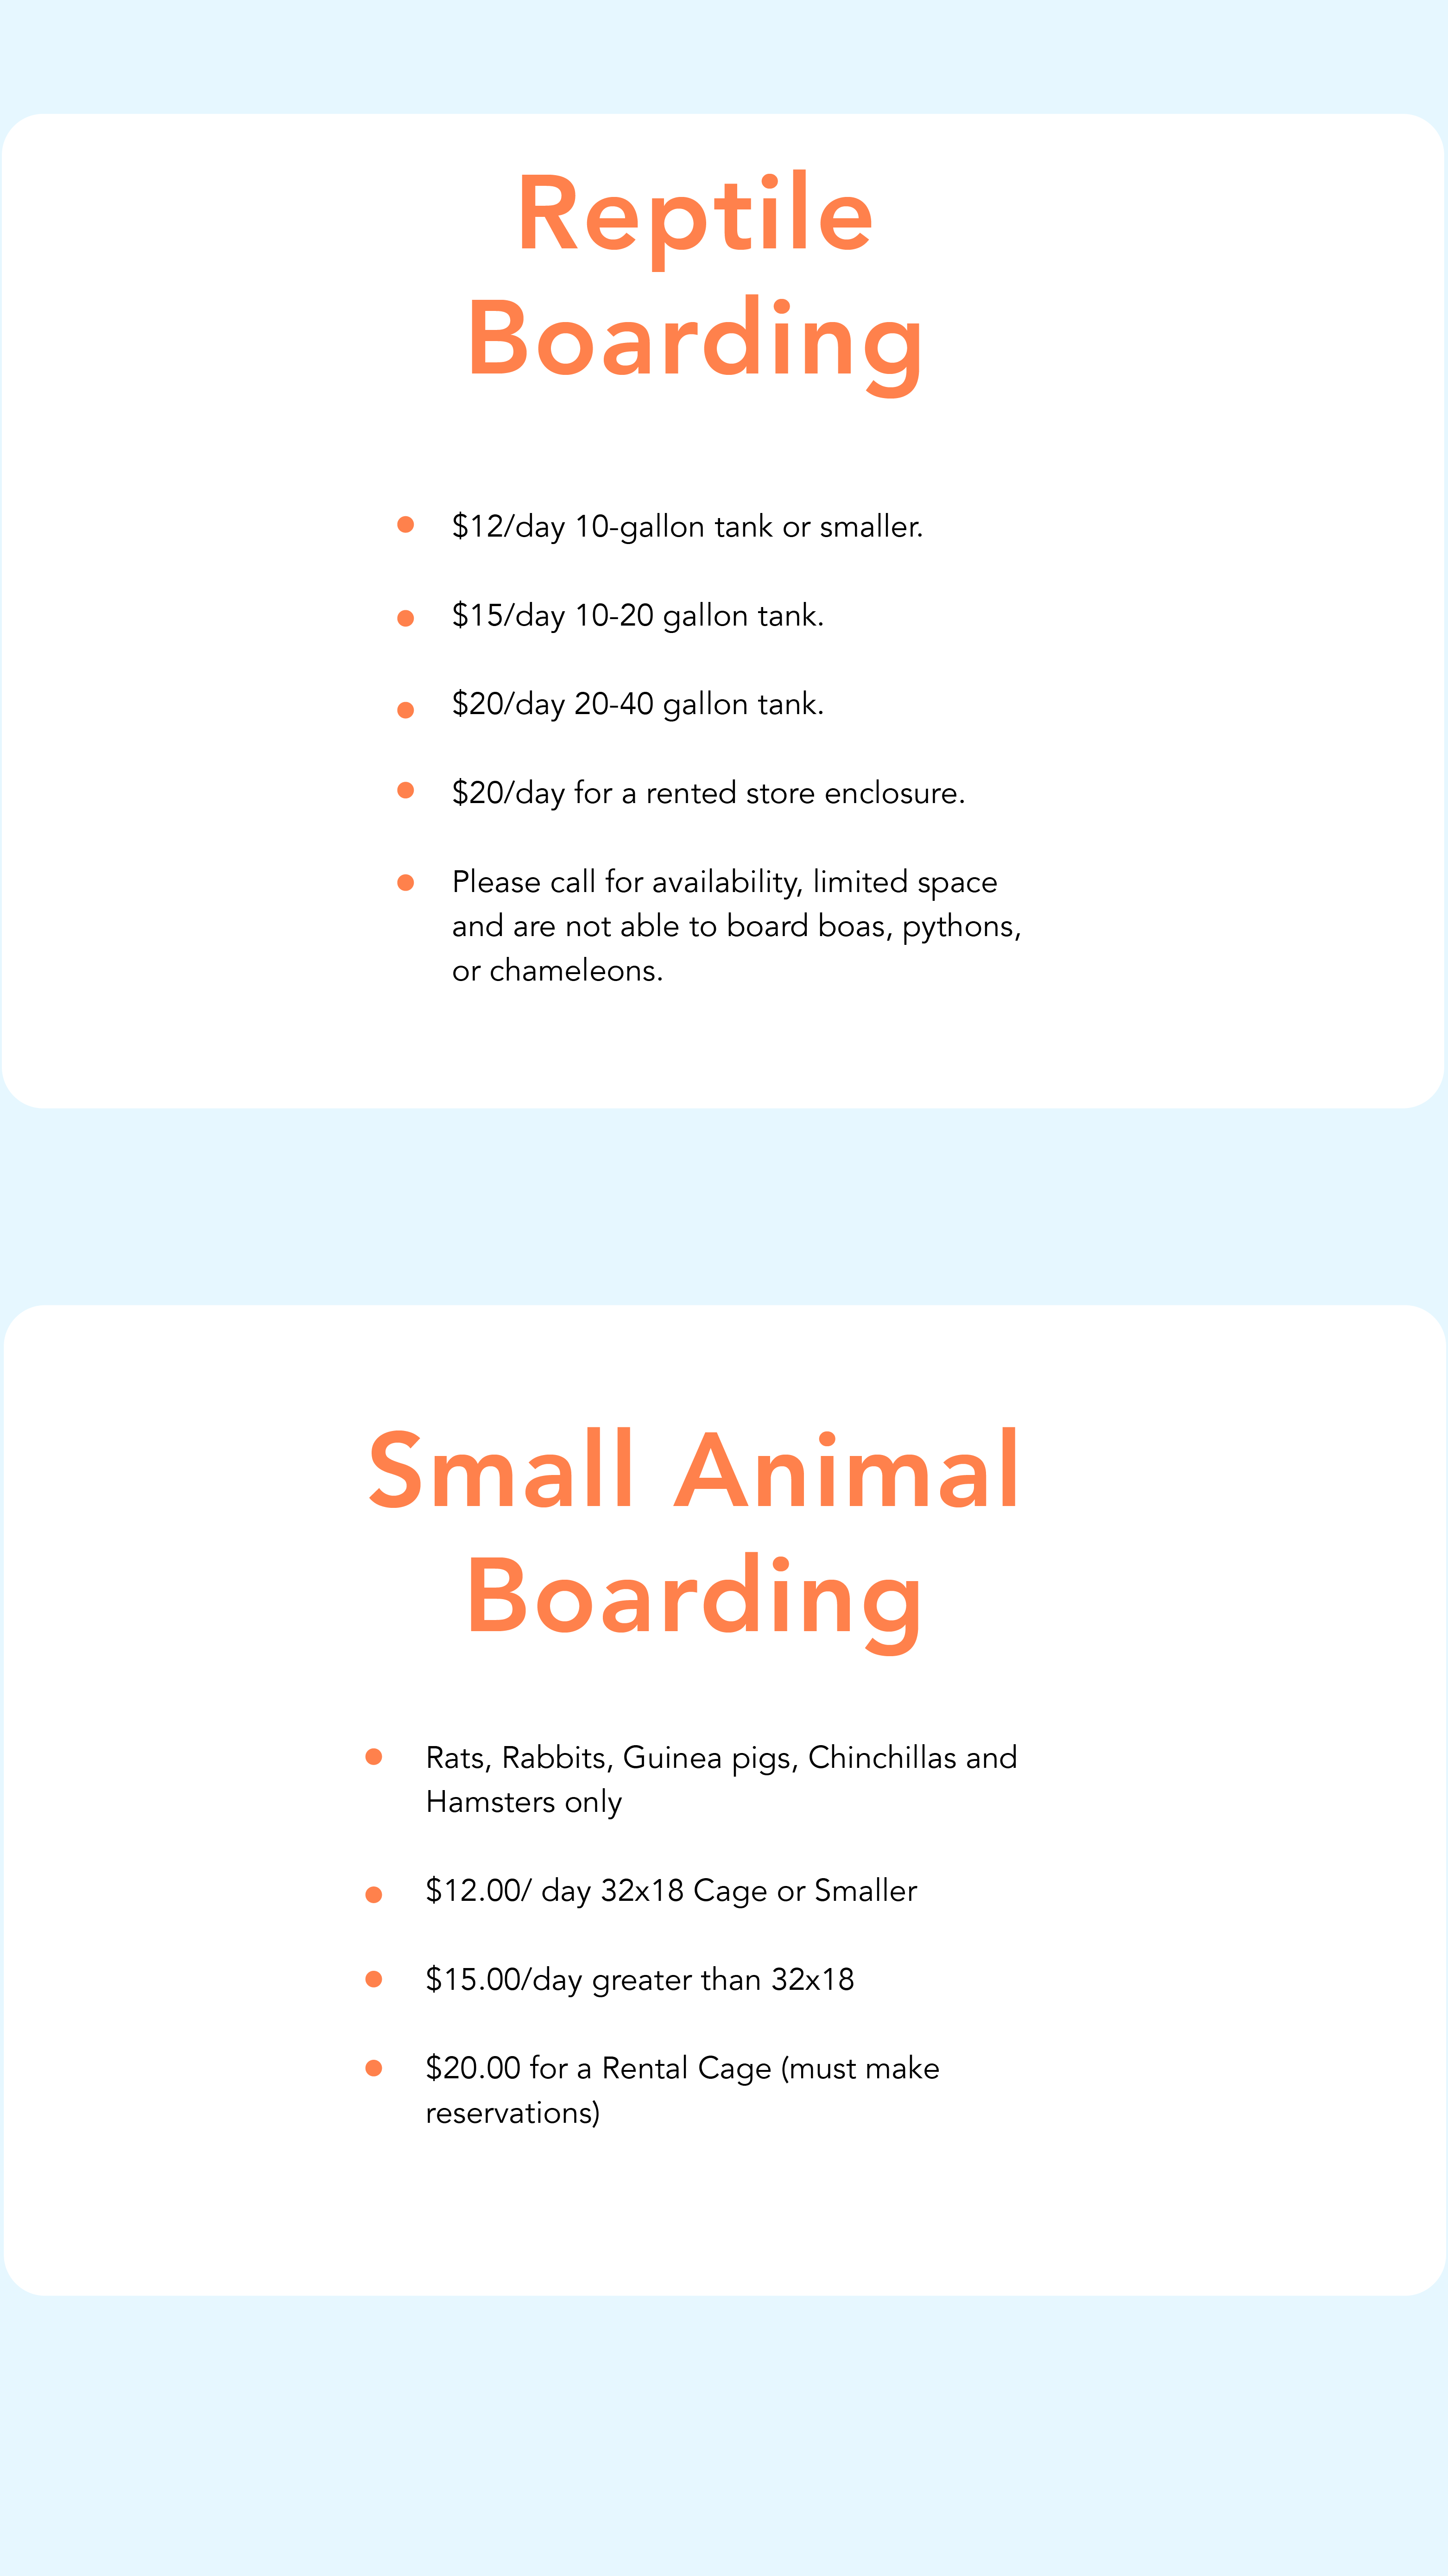 Reptile
Boarding
$12/day 10-gallon tank or smaller.
$15/day 10-20 gallon tank.
$20/day 20-40 gallon tank.
$20/day for a rented store enclosure.
Please call for availability, limited space
and are not able to board boas, pythons,
or chameleons.
Small Animal
Boarding
Rats, Rabbits, Guinea pigs, Chinchillas and
Hamsters only
$12.00/ day 32x18 Cage or Smaller
$15.00/day greater than 32x18
$20.00 for a Rental Cage (must make
reservations)